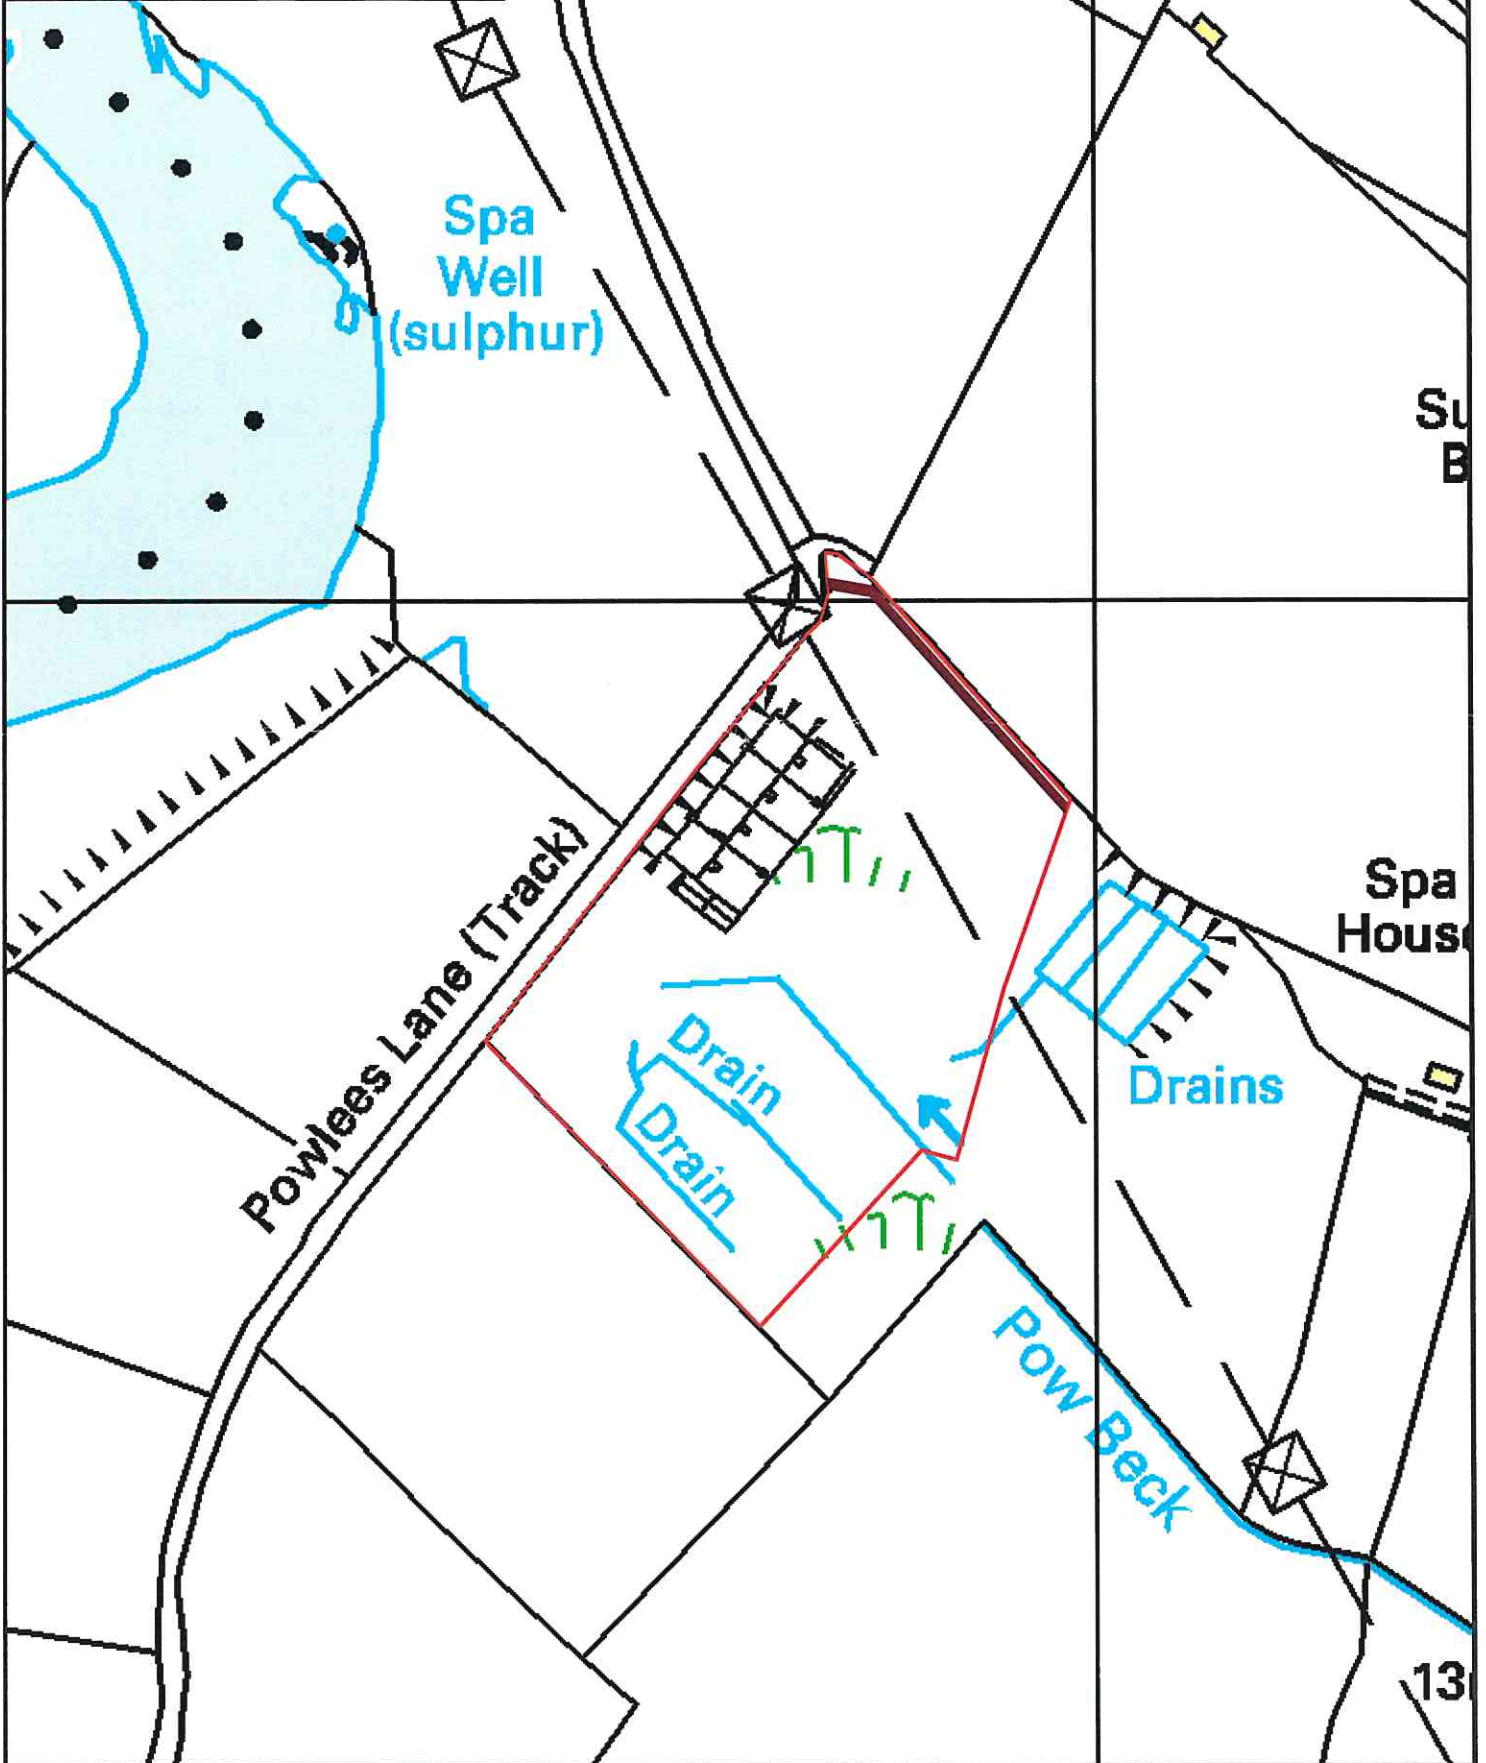 Spa
Well
(sulphur)
Su
B
Spa
Hous
Powlees Lane (Track)
Drain
Drain
Drains
Pow Beck
13